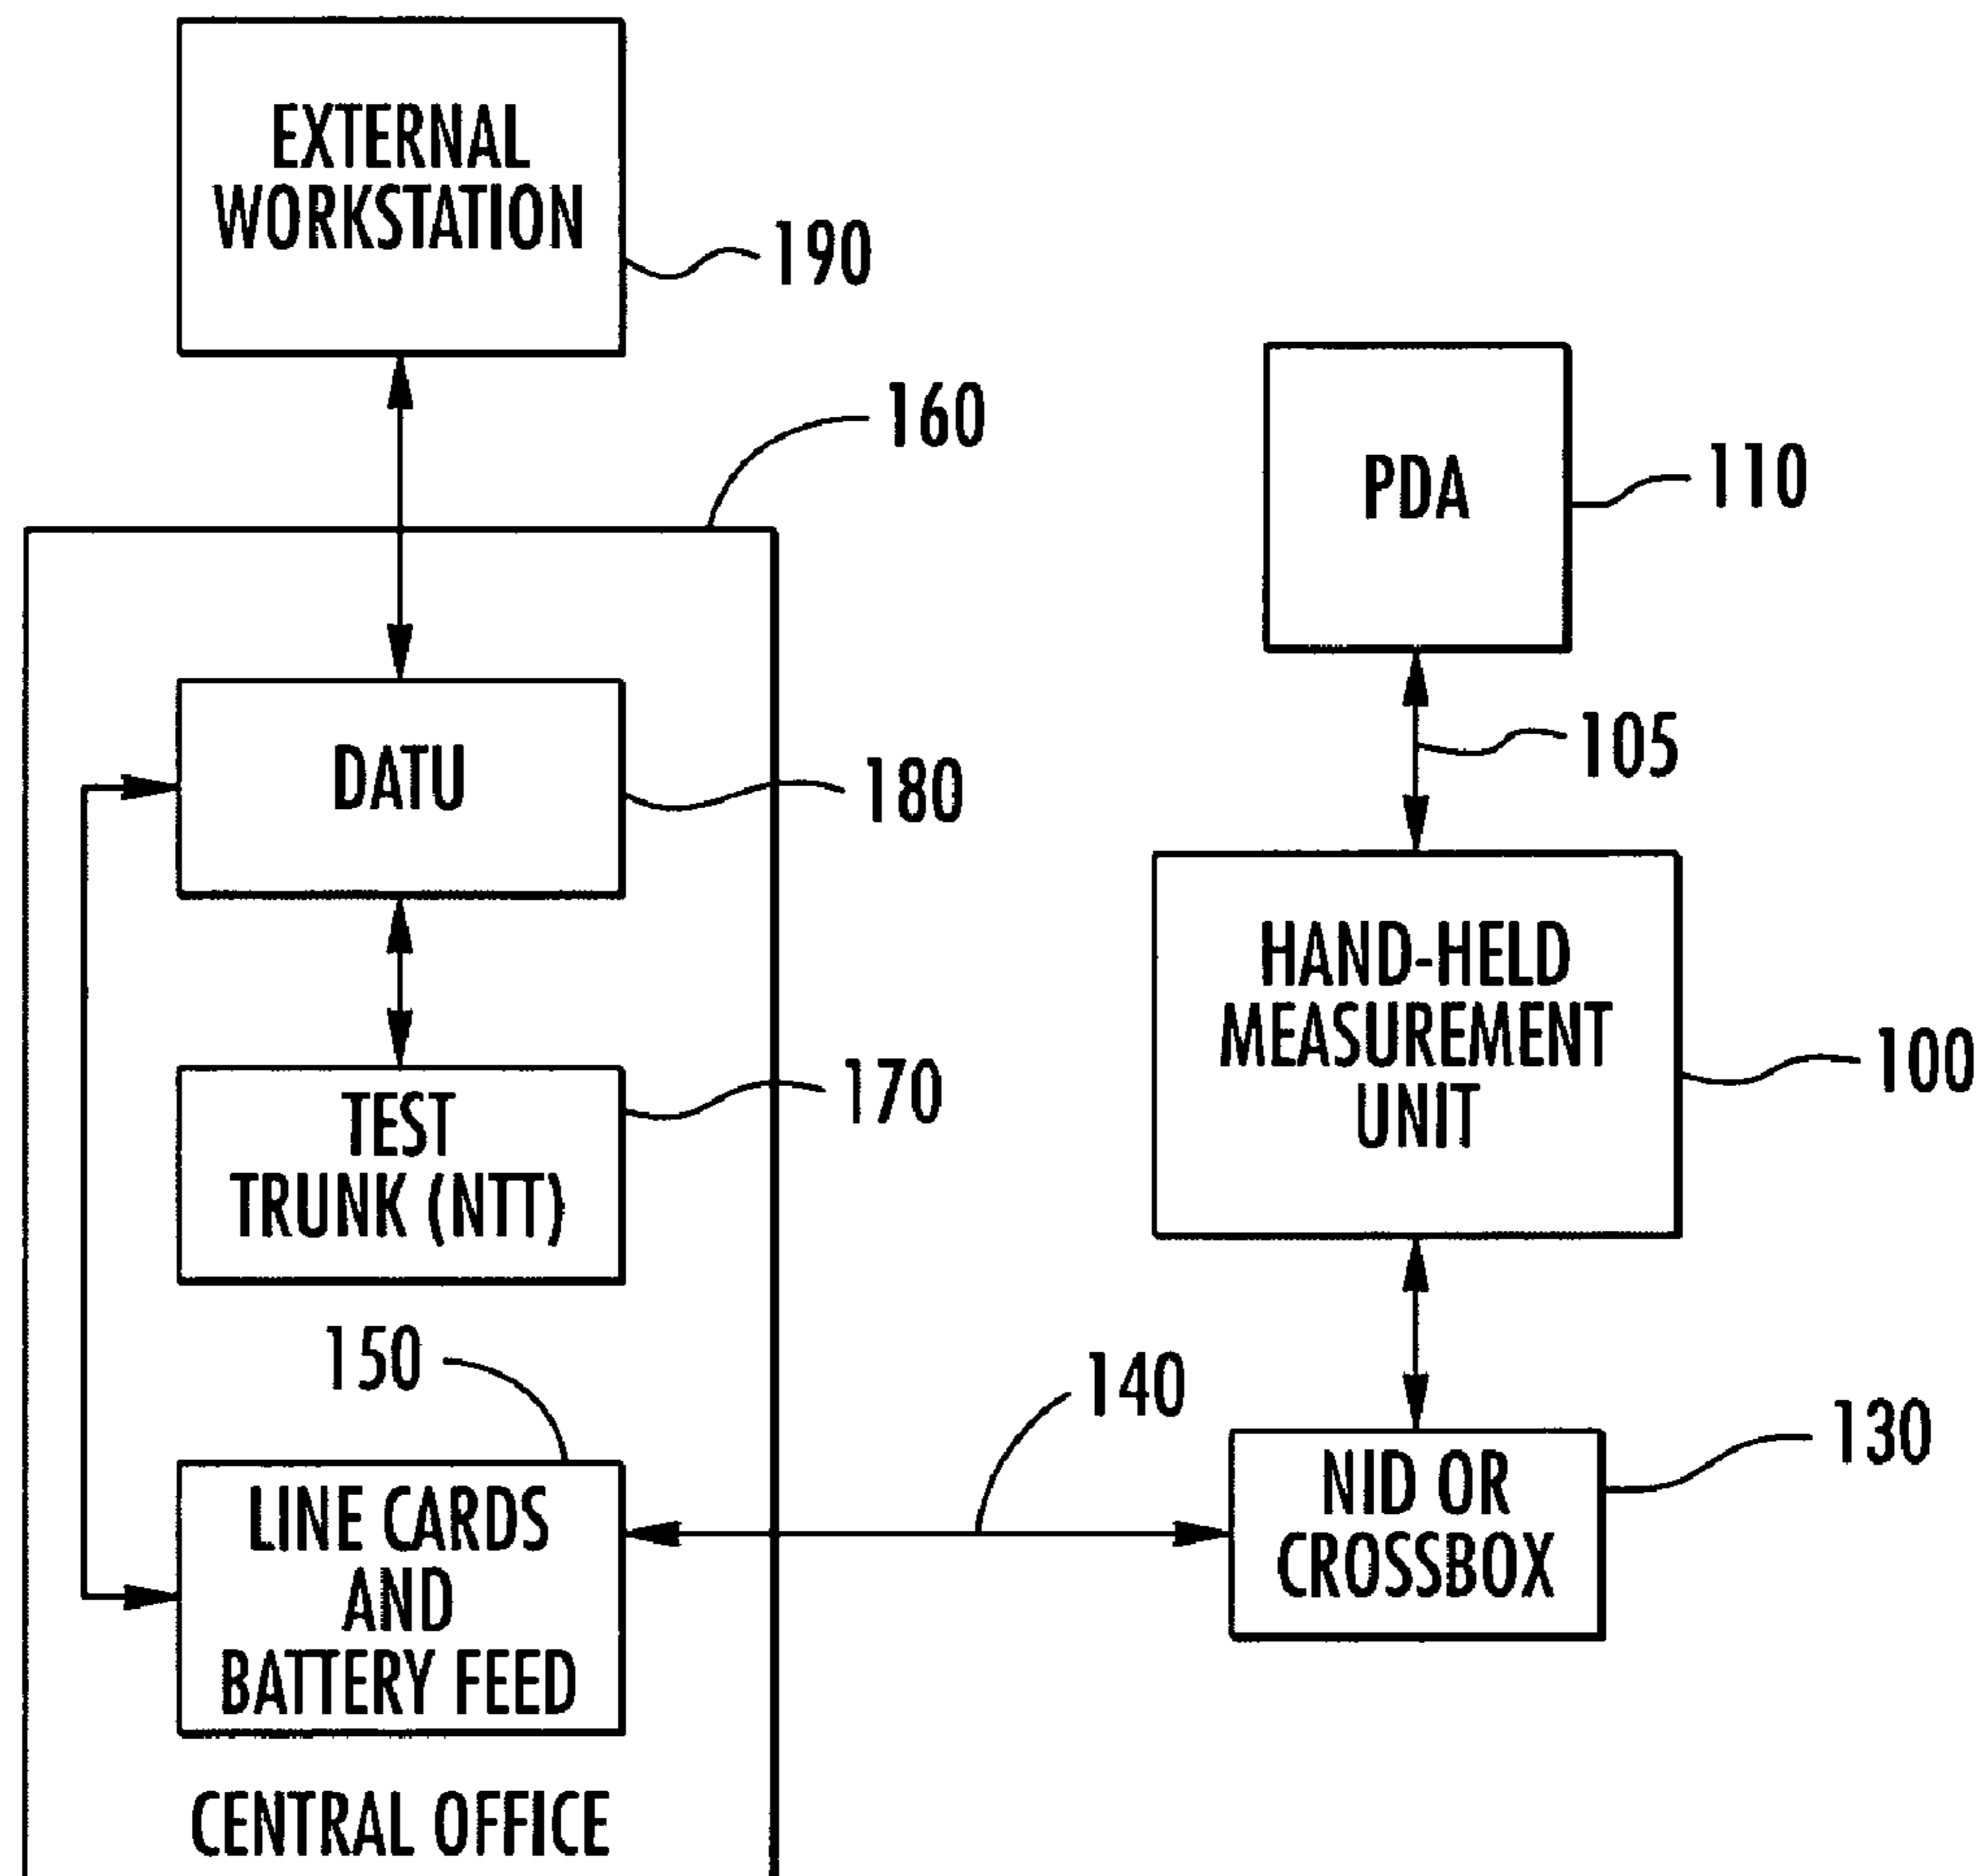 EXTERNAL
WORKSTATION
190
160
PDA
110
105
DATU
180
HAND-HELD
MEASUREMENT
UNIT
100
TEST
TRUNK (NTT)
170
150
140
LINE CARDS
AND
BATTERY FEED
NID OR
CROSSBOX
130
CENTRAL OFFICE